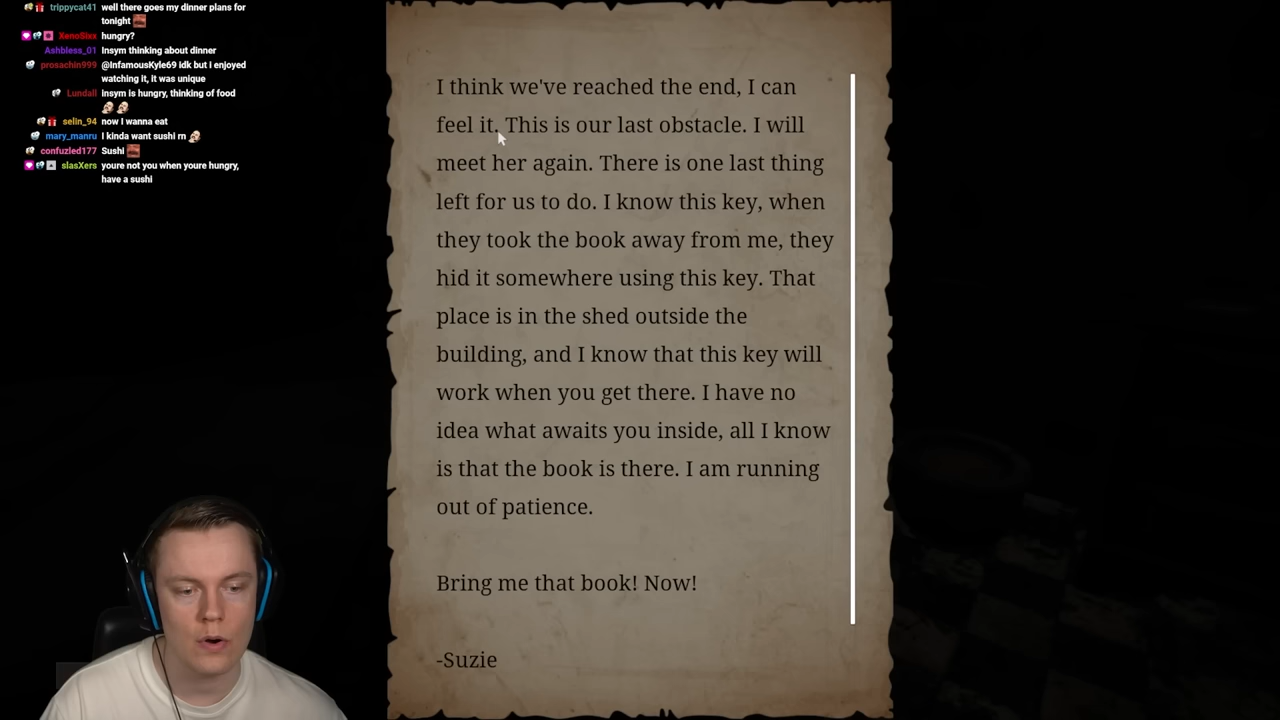 trippycat41 well there goes my dinner plans for
tonight
XenoSixx hungry?
Ashbless_01 Insym thinking about dinner
prosachin999 @InfamousKyle69 idk but i enjoyed
watching it, it was unique
Lundall Insym is hungry, thinking of food
selin_94 now I wanna eat
mary_manru I kinda want sushi rn
confuzled177 Sushi
slasXers youre not you when youre hungry,
have a sushi
I think we've reached the end, I can
feel it. This is our last obstacle. I will
meet her again. There is one last thing
left for us to do. I know this key, when
they took the book away from me, they
hid it somewhere using this key. That
place is in the shed outside the
building, and I know that this key will
work when you get there. I have no
idea what awaits you inside, all I know
is that the book is there. I am running
out of patience.
Bring me that book! Now!
-Suzie